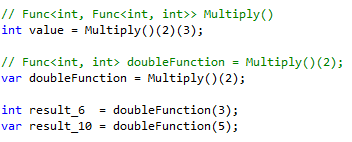 // Func<int, Func<int, int>> Multiply()
int value = Multiply()(2)(3);
// Func<int, int> doubleFunction = Multiply()(2);
var doubleFunction = Multiply()(2);
int result_6  = doubleFunction(3);
var result_10 = doubleFunction(5);